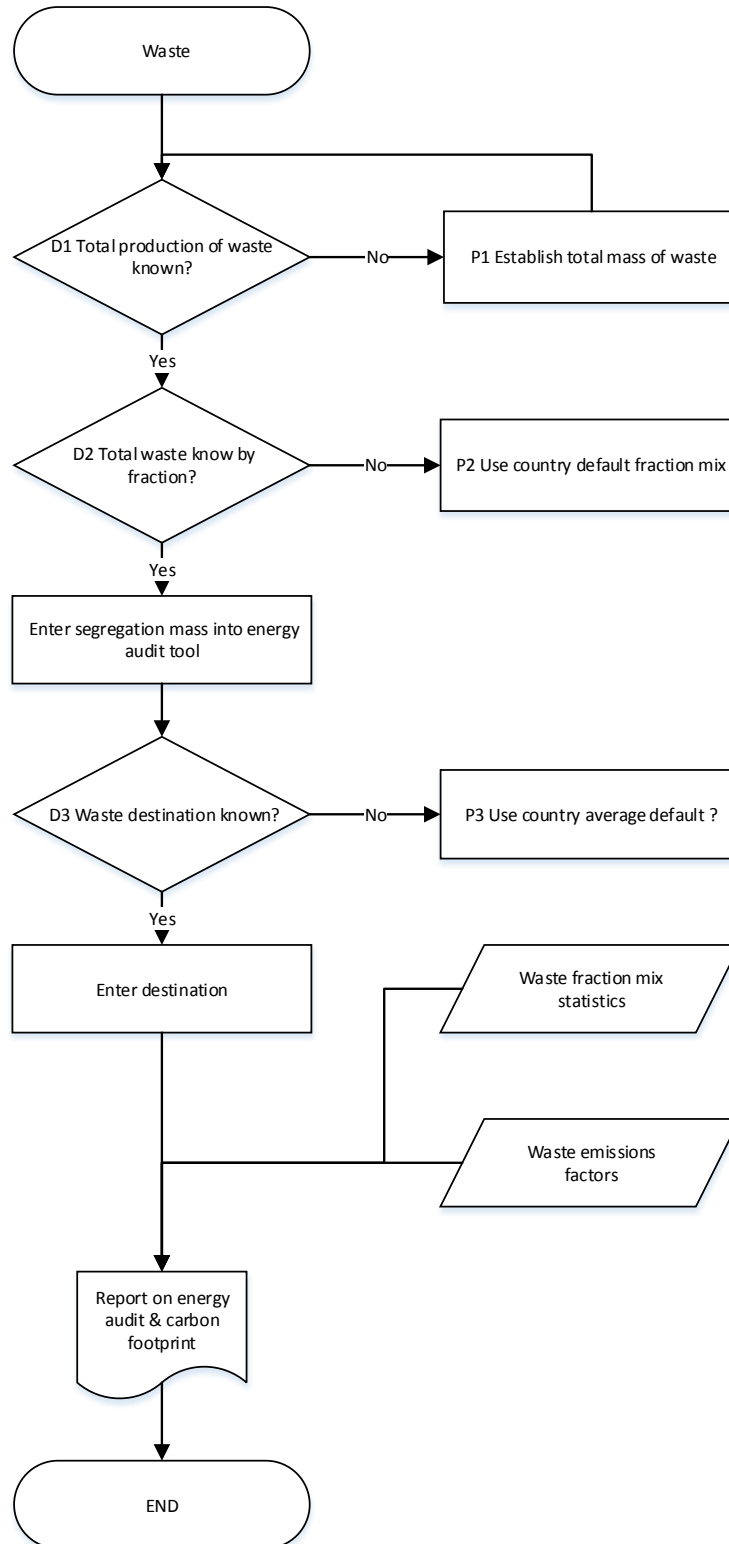 Waste
D1 Total production of waste
known?
No
P1 Establish total mass of waste
Yes
D2 Total waste know by
fraction?
No
P2 Use country default fraction mix
Yes
Enter segregation mass into energy
audit tool
D3 Waste destination known?
No
P3 Use country average default ?
Yes
Enter destination
Waste fraction mix
statistics
Waste emissions
factors
Report on energy
audit & carbon
footprint
END